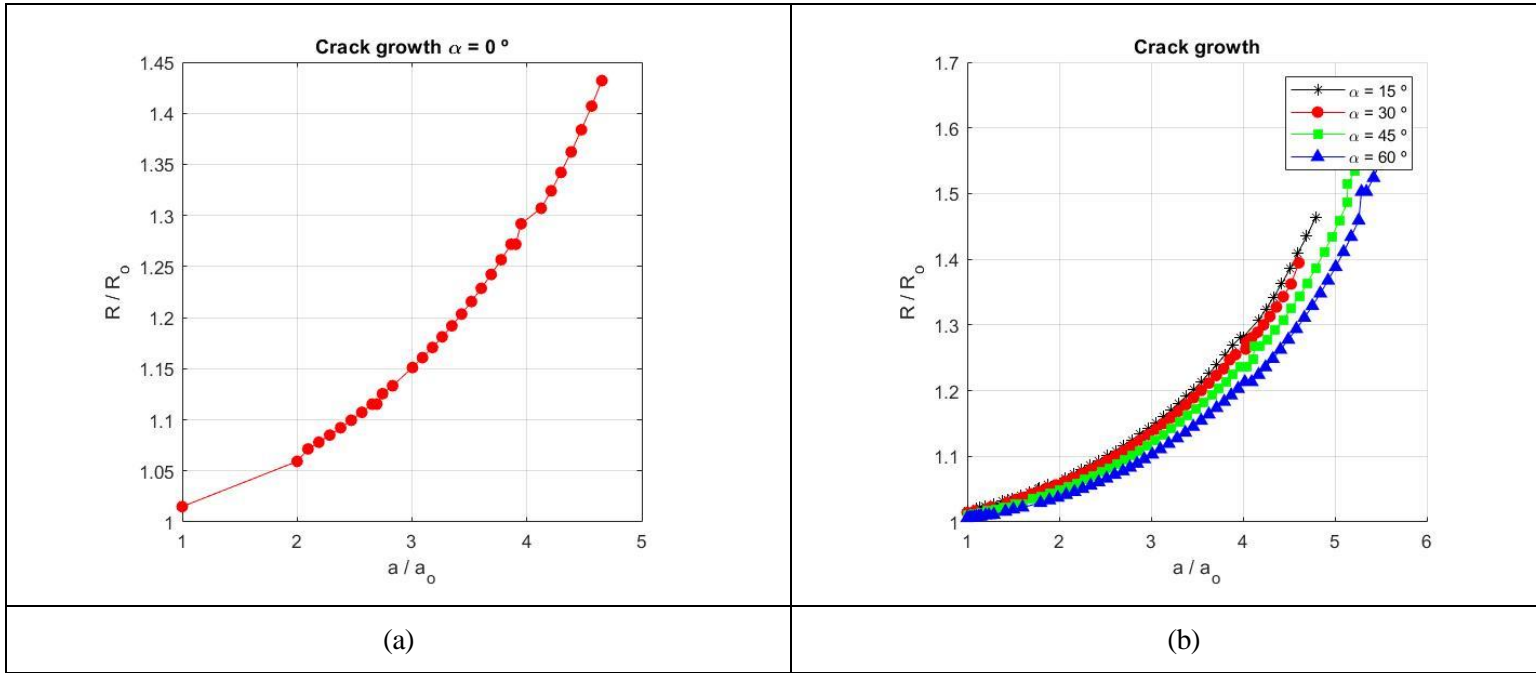 Crack growth α = 0 º
1.45
1.4
1.35
1.3
1.25
1.2
1.15
1.1
1.05
1
R / Ro
1 2 3 4 5
a / ao
Crack growth
1.7
1.6
1.5
1.4
1.3
1.2
1.1
1
R / Ro
α = 15 º
α = 30 º
α = 45 º
α = 60 º
1 2 3 4 5 6
a / ao
(a)
(b)